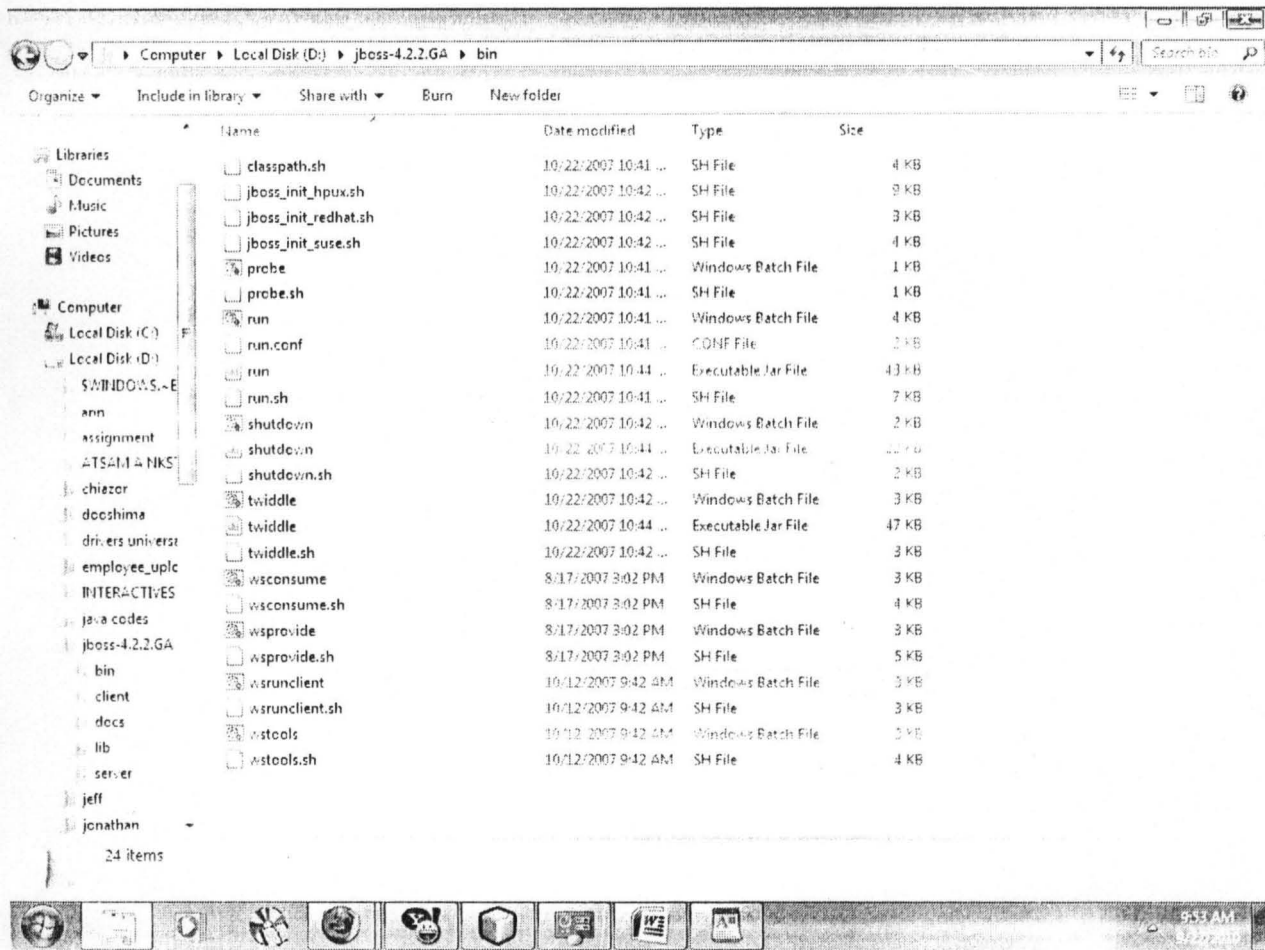 Computer ▸ Local Disk (D:) ▸ jboss-4.2.2.GA ▸ bin
Search bin
Organize Include in library Share with Burn New folder
Name Date modified Type Size
Libraries
Documents
Music
Pictures
Videos
Computer
Local Disk (C:)
Local Disk (D:)
ann
assignment
chiazor
dooshima
employee_uplc
INTERACTIVES
java codes
jboss-4.2.2.GA
bin
client
docs
lib
server
jeff
jonathan
classpath.sh 10/22/2007 10:41 ... SH File 4 KB
jboss_init_hpux.sh 10/22/2007 10:42 ... SH File 9 KB
jboss_init_redhat.sh 10/22/2007 10:42 ... SH File 3 KB
jboss_init_suse.sh 10/22/2007 10:42 ... SH File 4 KB
probe 10/22/2007 10:41 ... Windows Batch File 1 KB
probe.sh 10/22/2007 10:41 ... SH File 1 KB
run 10/22/2007 10:41 ... Windows Batch File 4 KB
run.conf 10/22/2007 10:41 ... CONF File 2 KB
run 10/22/2007 10:44 ... Executable Jar File 43 KB
run.sh 10/22/2007 10:41 ... SH File 7 KB
shutdown 10/22/2007 10:42 ... Windows Batch File 2 KB
shutdown 10/22/2007 10:44 ... Executable Jar File
shutdown.sh 10/22/2007 10:42 ... SH File 2 KB
twiddle 10/22/2007 10:42 ... Windows Batch File 3 KB
twiddle 10/22/2007 10:44 ... Executable Jar File 47 KB
twiddle.sh 10/22/2007 10:42 ... SH File 3 KB
wsconsume 8/17/2007 3:02 PM Windows Batch File 3 KB
wsconsume.sh 8/17/2007 3:02 PM SH File 4 KB
wsprovide 8/17/2007 3:02 PM Windows Batch File 3 KB
wsprovide.sh 8/17/2007 3:02 PM SH File 5 KB
wsrunclient 10/12/2007 9:42 AM Windows Batch File 3 KB
wsrunclient.sh 10/12/2007 9:42 AM SH File 3 KB
wstools 10/12/2007 9:42 AM Windows Batch File 3 KB
wstools.sh 10/12/2007 9:42 AM SH File 4 KB
24 items
9:53 AM